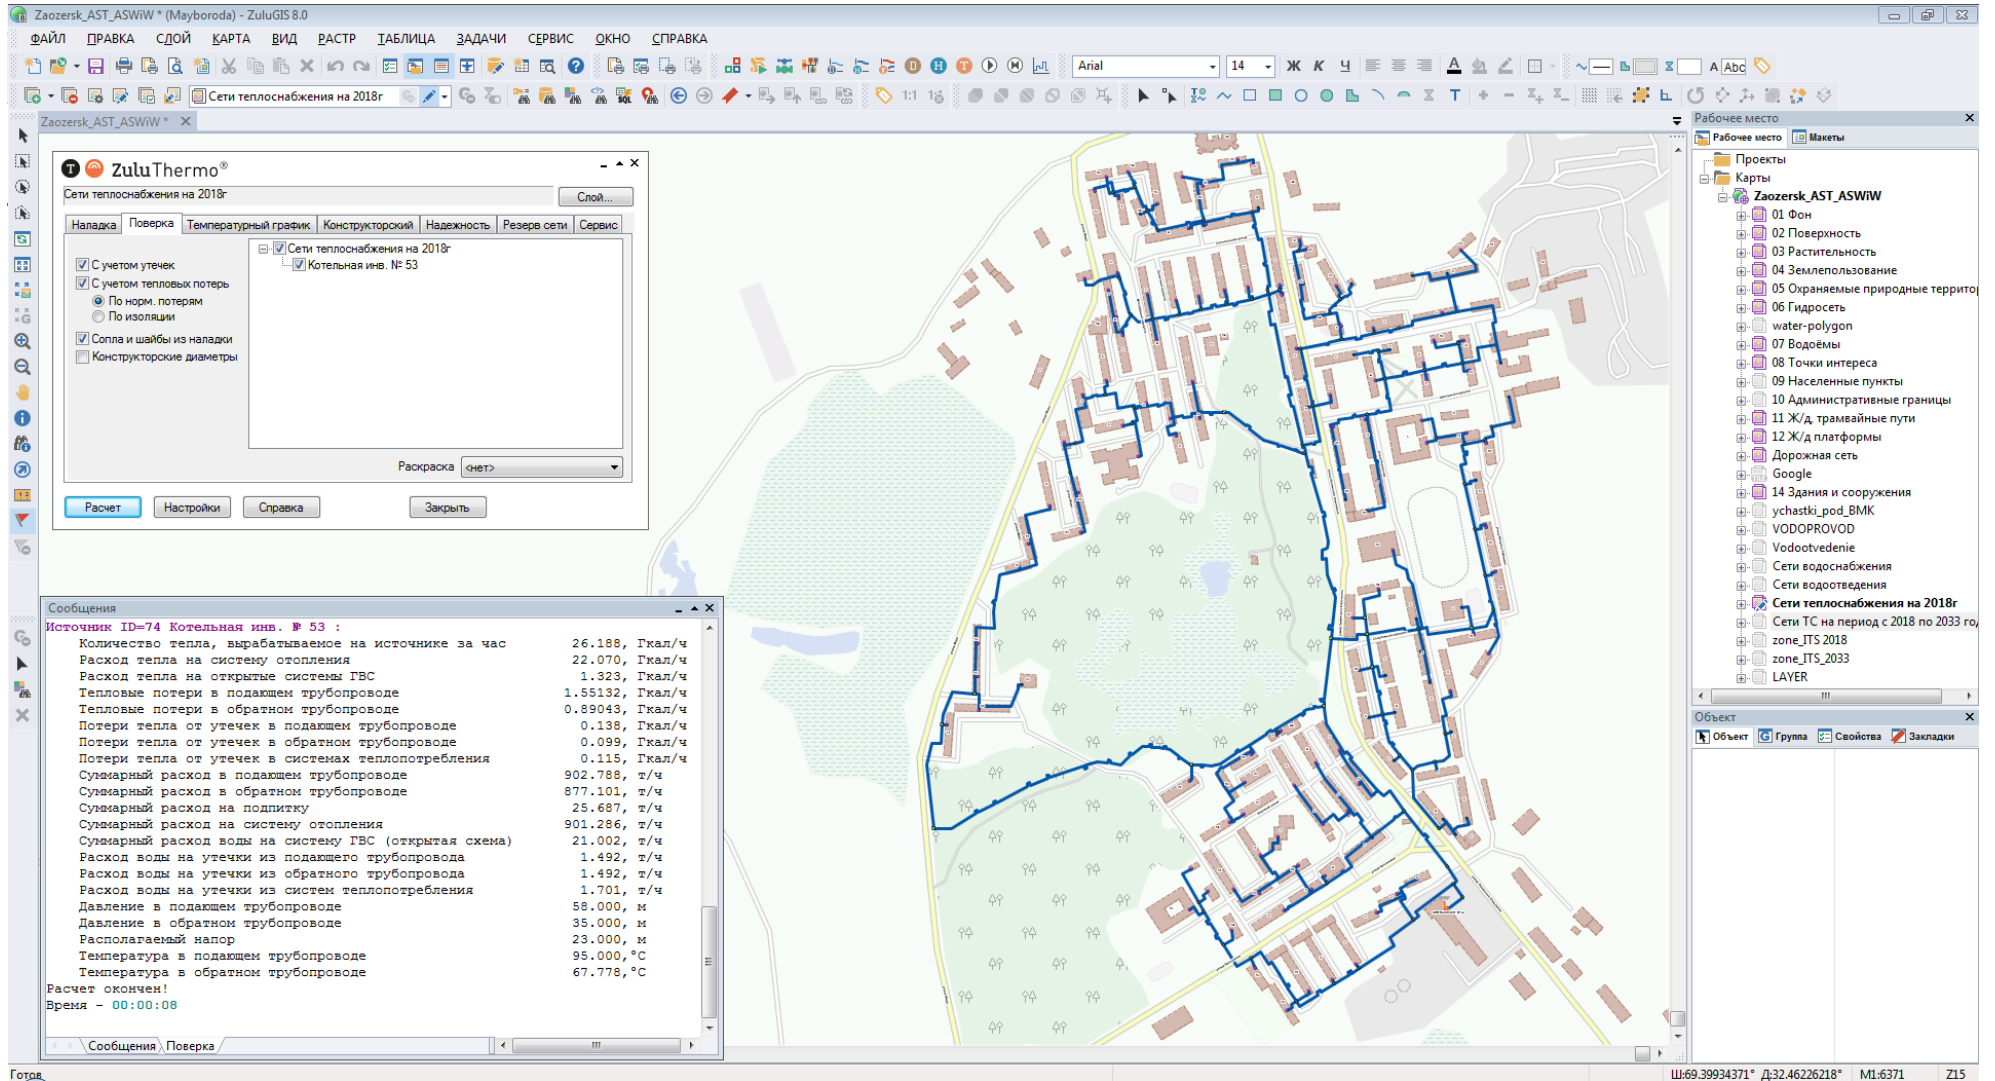 Zaozersk_AST_ASWiW * (Mayboroda) - ZuluGIS 8.0
ФАЙЛ ПРАВКА СЛОЙ КАРТА ВИД РАСТР ТАБЛИЦА ЗАДАЧИ СЕРВИС ОКНО СПРАВКА
Arial 14 Ж К Ч А Abc
Сети теплоснабжения на 2018г 1:1
Zaozersk_AST_ASWiW *
ZuluThermo®
Сети теплоснабжения на 2018г
Слой...
Наладка Поверка Температурный график Конструкторский Надежность Резерв сети Сервис
С учетом утечек
С учетом тепловых потерь
По норм. потерям
По изоляции
Сопла и шайбы из наладки
Конструкторские диаметры
Сети теплоснабжения на 2018г
Котельная инв. № 53
Раскраска <нет>
Расчет Настройки Справка Закрыть
Сообщения
Источник ID=74 Котельная инв. № 53 :
Количество тепла, вырабатываемое на источнике за час 26.188, Гкал/ч
Расход тепла на систему отопления 22.070, Гкал/ч
Расход тепла на открытые системы ГВС 1.323, Гкал/ч
Тепловые потери в подающем трубопроводе 1.55132, Гкал/ч
Тепловые потери в обратном трубопроводе 0.89043, Гкал/ч
Потери тепла от утечек в подающем трубопроводе 0.138, Гкал/ч
Потери тепла от утечек в обратном трубопроводе 0.099, Гкал/ч
Потери тепла от утечек в системах теплопотребления 0.115, Гкал/ч
Суммарный расход в подающем трубопроводе 902.788, т/ч
Суммарный расход в обратном трубопроводе 877.101, т/ч
Суммарный расход на подпитку 25.687, т/ч
Суммарный расход на систему отопления 901.286, т/ч
Суммарный расход воды на систему ГВС (открытая схема) 21.002, т/ч
Расход воды на утечки из подающего трубопровода 1.492, т/ч
Расход воды на утечки из обратного трубопровода 1.492, т/ч
Расход воды на утечки из систем теплопотребления 1.701, т/ч
Давление в подающем трубопроводе 58.000, м
Давление в обратном трубопроводе 35.000, м
Располагаемый напор 23.000, м
Температура в подающем трубопроводе 95.000,°C
Температура в обратном трубопроводе 67.778,°C
Расчет окончен!
Время - 00:00:08
Сообщения Поверка
Рабочее место
Рабочее место Макеты
Проекты
Карты
Zaozersk_AST_ASWiW
01 Фон
02 Поверхность
03 Растительность
04 Землепользование
05 Охраняемые природные территор
06 Гидросеть
water-polygon
07 Водоёмы
08 Точки интереса
09 Населенные пункты
10 Административные границы
11 Ж/д, трамвайные пути
12 Ж/д платформы
Дорожная сеть
Google
14 Здания и сооружения
ychastki_pod_BMK
VODOPROVOD
Vodootvedenie
Сети водоснабжения
Сети водоотведения
Сети теплоснабжения на 2018г
Сети ТС на период с 2018 по 2033 год
zone_ITS 2018
zone_ITS_2033
LAYER
Объект
Объект Группа Свойства Закладки
Готов
Ш:69.39934371° Д:32.46226218° М1:6371 Z15